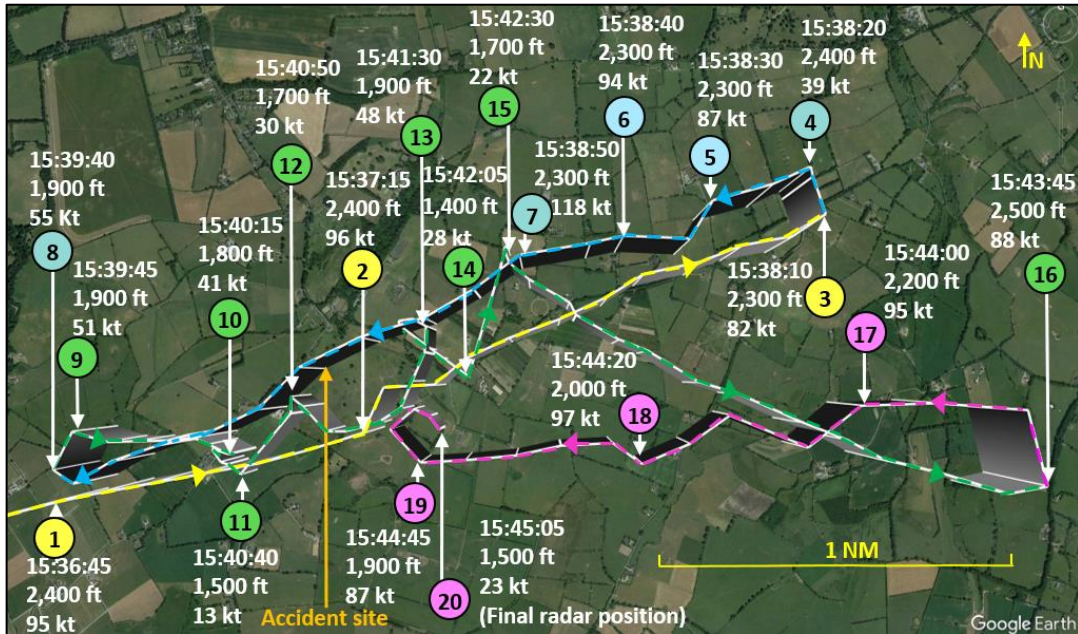 15:42:30
1,700 ft
22 kt
15
15:38:40
2,300 ft
94 kt
6
15:38:20
2,400 ft
39 kt
4
N
15:41:30
1,900 ft
48 kt
13
15:38:30
2,300 ft
87 kt
5
15:40:50
1,700 ft
30 kt
12
15:38:50
2,300 ft
118 kt
7
15:39:40
1,900 ft
55 Kt
8
15:37:15
2,400 ft
96 kt
2
15:42:05
1,400 ft
28 kt
14
15:43:45
2,500 ft
88 kt
16
15:40:15
1,800 ft
41 kt
10
15:39:45
1,900 ft
51 kt
9
15:38:10
2,300 ft
82 kt
3
15:44:00
2,200 ft
95 kt
17
15:44:20
2,000 ft
97 kt
18
1
15:36:45
2,400 ft
95 kt
11
15:40:40
1,500 ft
13 kt
Accident site
19
15:44:45
1,900 ft
87 kt
20
15:45:05
1,500 ft
23 kt
(Final radar position)
1 NM
Google Earth